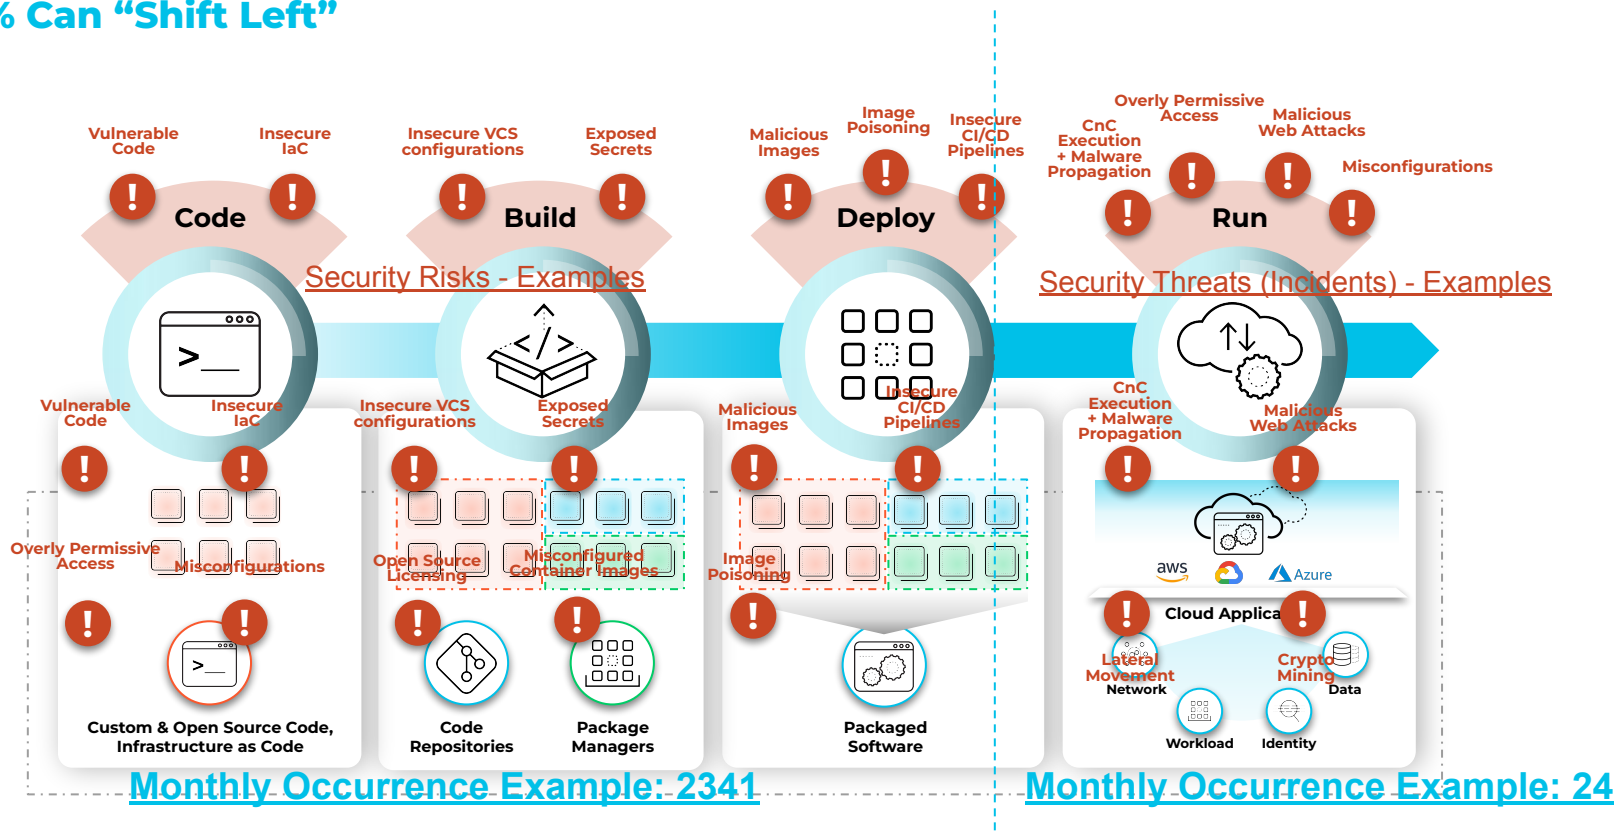 % Can “Shift Left”
Vulnerable
Code
Insecure
IaC
Insecure VCS
configurations
Exposed
Secrets
Malicious
Images
Image
Poisoning
Insecure
CI/CD
Pipelines
CnC
Execution
+ Malware
Propagation
Overly Permissive
Access
Malicious
Web Attacks
Misconfigurations
Code
Build
Deploy
Run
Security Risks - Examples
Security Threats (Incidents) - Examples
Vulnerable
Code
Insecure
IaC
Insecure VCS
configurations
Exposed
Secrets
Malicious
Images
Insecure
CI/CD
Pipelines
CnC
Execution
+ Malware
Propagation
Malicious
Web Attacks
Overly Permissive
Access
Misconfigurations
Open Source
Licensing
Misconfigured
Container Images
Image
Poisoning
aws
Azure
Cloud Applica
Lateral
Movement
Crypto
Mining
Network
Data
Workload
Identity
Custom & Open Source Code,
Infrastructure as Code
Code
Repositories
Package
Managers
Packaged
Software
Monthly Occurrence Example: 2341
Monthly Occurrence Example: 24